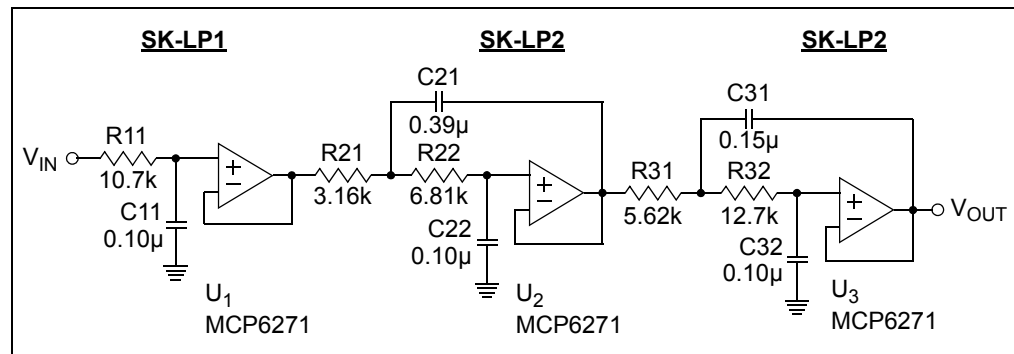 SK-LP1
SK-LP2
SK-LP2
C21
0.39µ
C31
0.15µ
VIN
R11
10.7k
+
−
R21
3.16k
R22
6.81k
+
−
R31
5.62k
R32
12.7k
+
−
VOUT
C11
0.10µ
C22
0.10µ
C32
0.10µ
U1
MCP6271
U2
MCP6271
U3
MCP6271